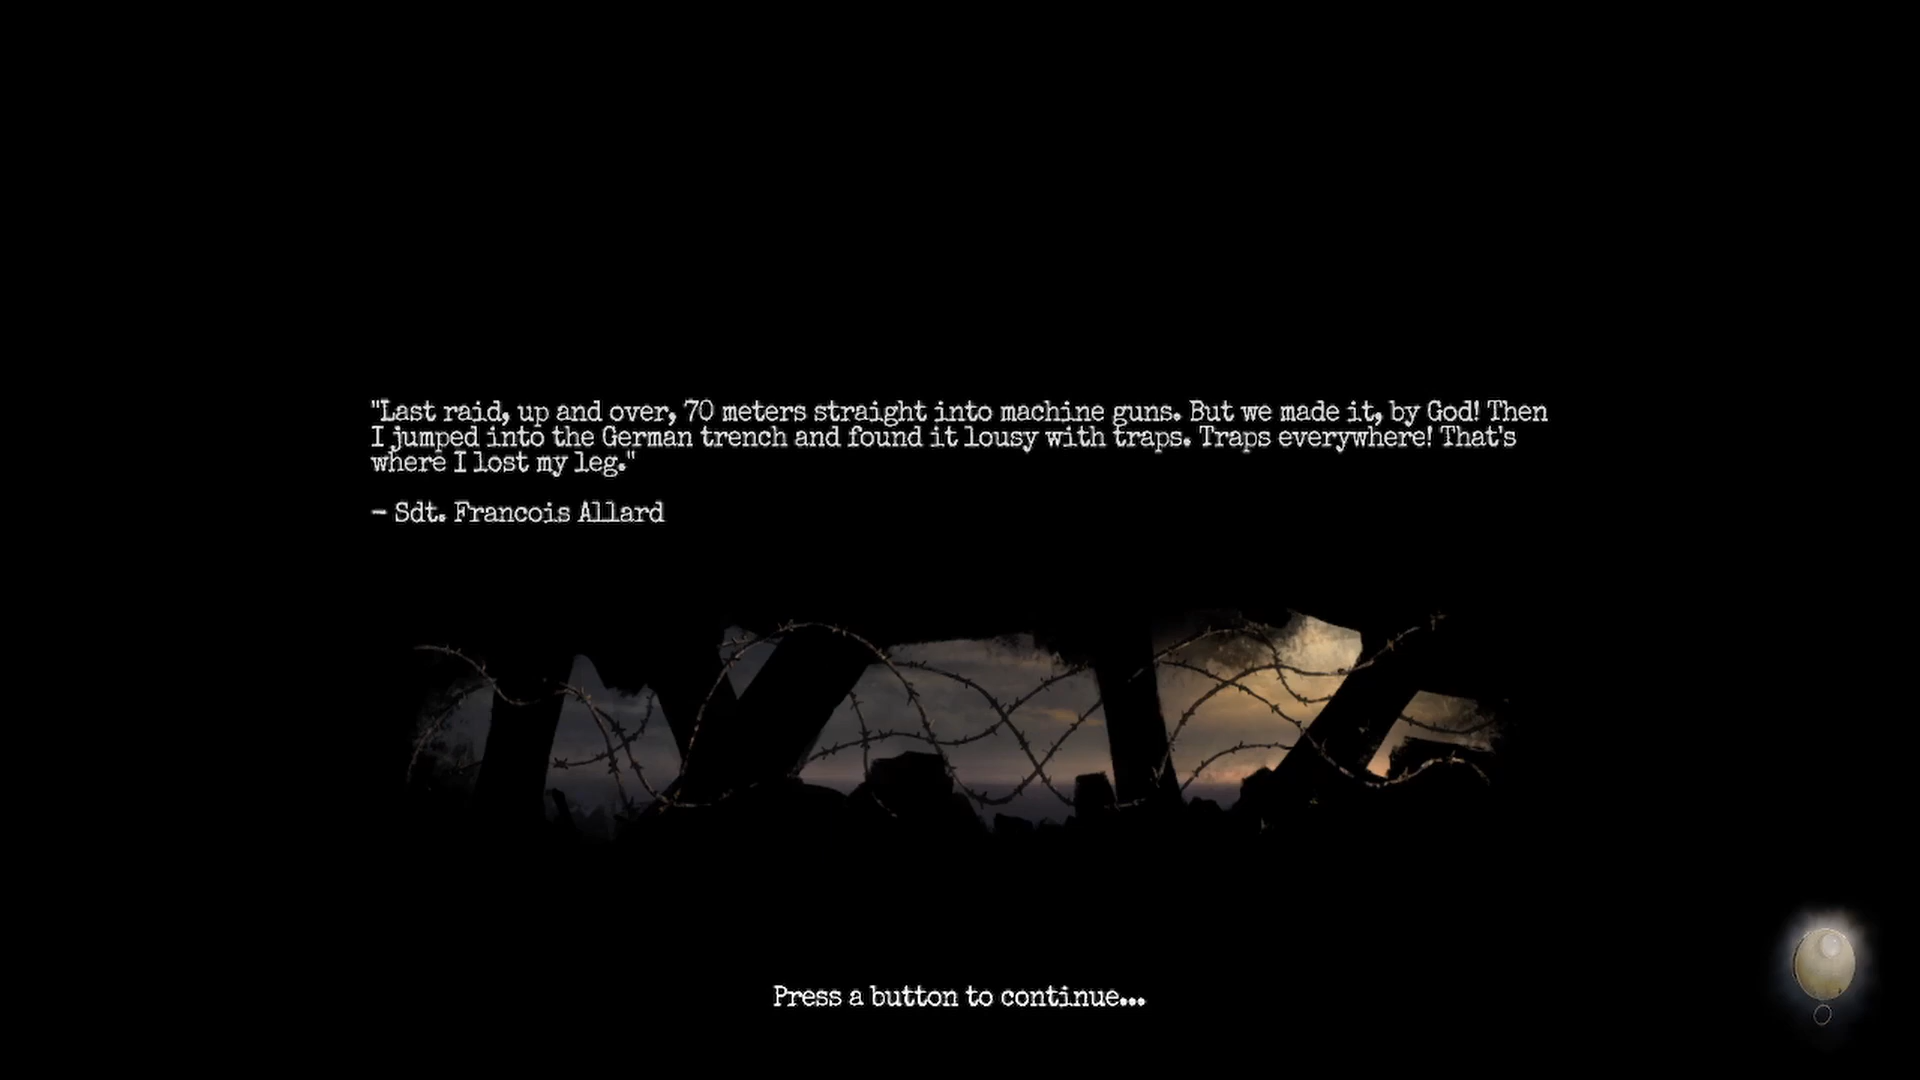 "Last raid, up and over, 70 meters straight into machine guns. But we made it, by God! Then
I jumped into the German trench and found it lousy with traps. Traps everywhere! That's
where I lost my leg."
- Sdt. Francois Allard
Press a button to continue...